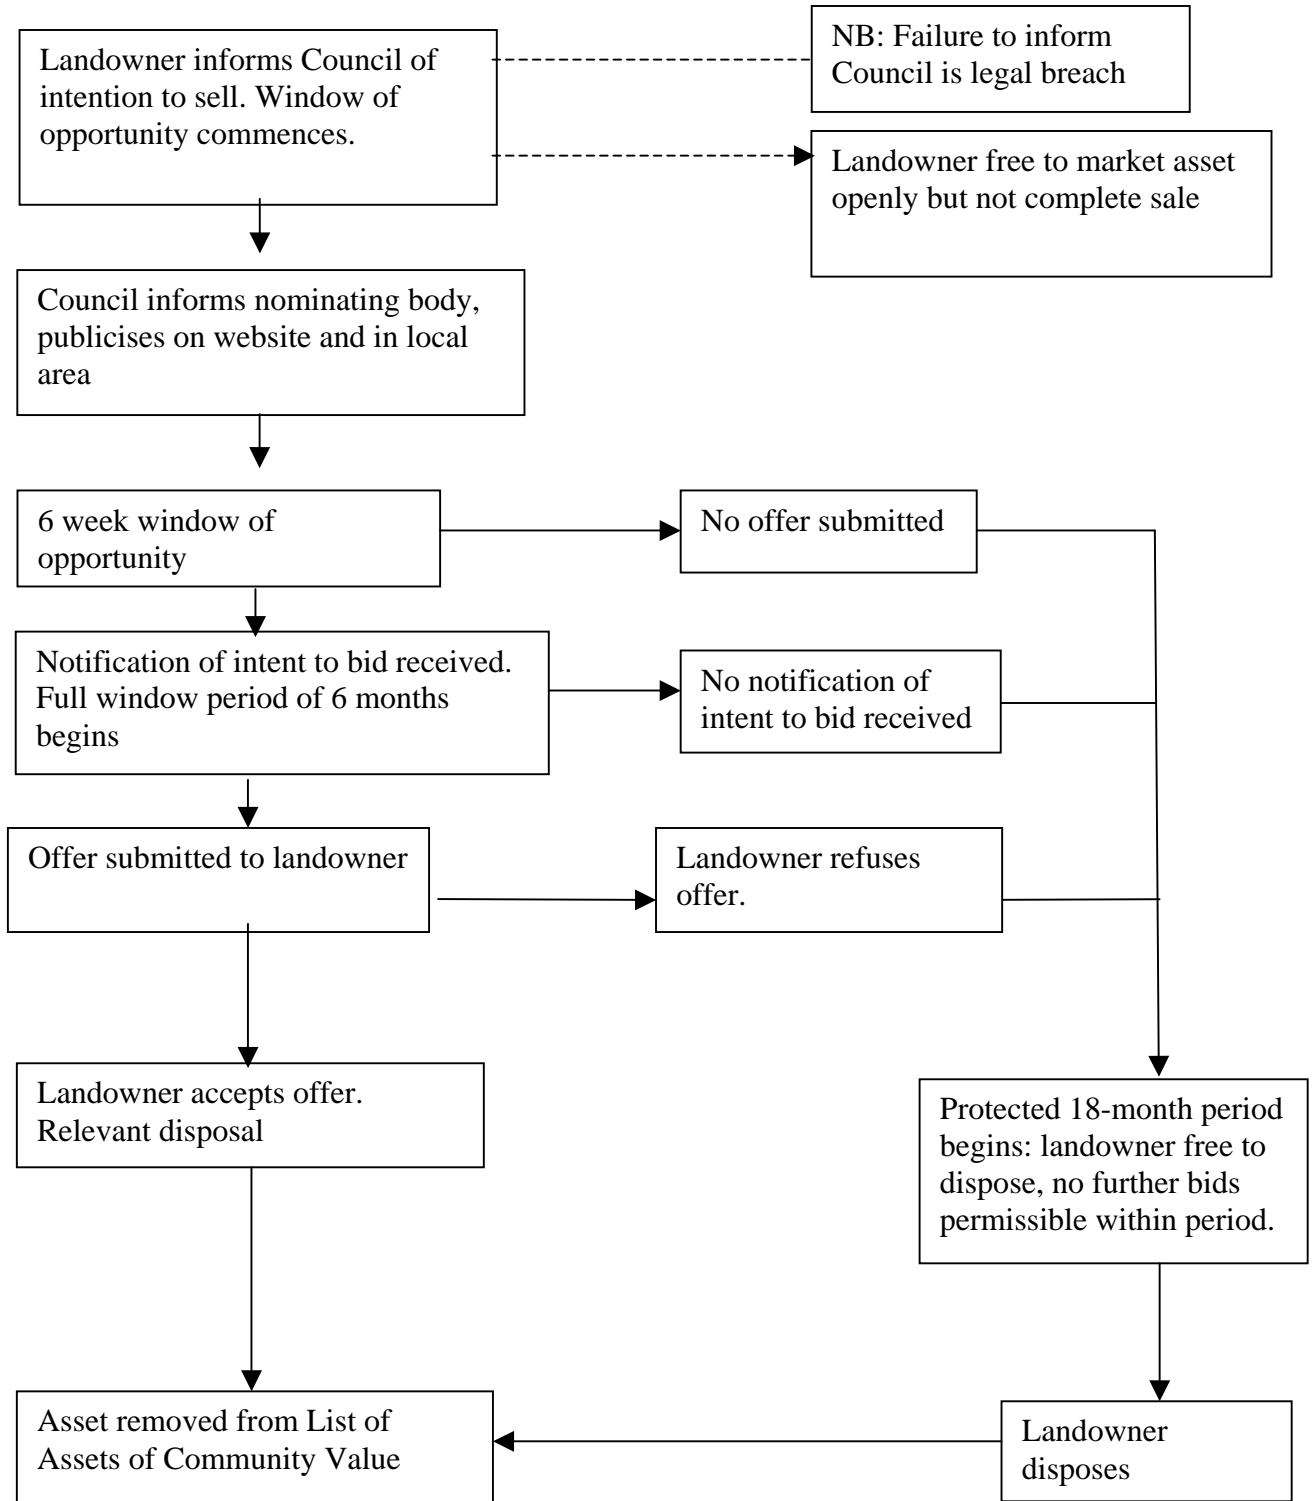 Landowner informs Council of
intention to sell. Window of
opportunity commences.
NB: Failure to inform
Council is legal breach
Landowner free to market asset
openly but not complete sale
Council informs nominating body,
publicises on website and in local
area
6 week window of
opportunity
No offer submitted
Notification of intent to bid received.
Full window period of 6 months
begins
No notification of
intent to bid received
Offer submitted to landowner
Landowner refuses
offer.
Landowner accepts offer.
Relevant disposal
Protected 18-month period
begins: landowner free to
dispose, no further bids
permissible within period.
Asset removed from List of
Assets of Community Value
Landowner
disposes